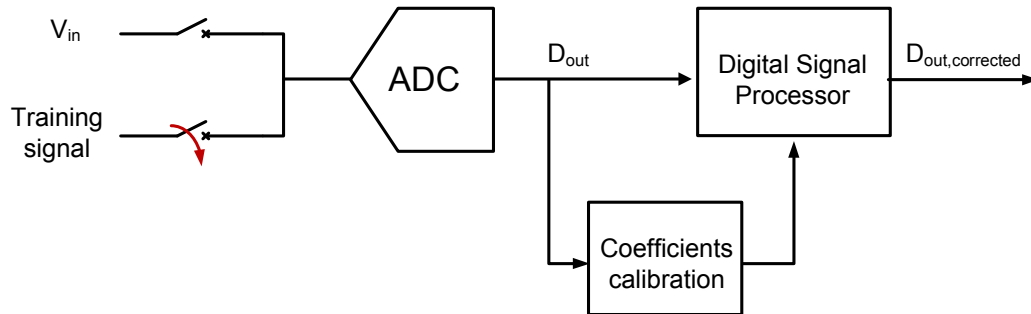 V_in
Training
signal
ADC
D_out
Digital Signal
Processor
D_out,corrected
Coefficients
calibration